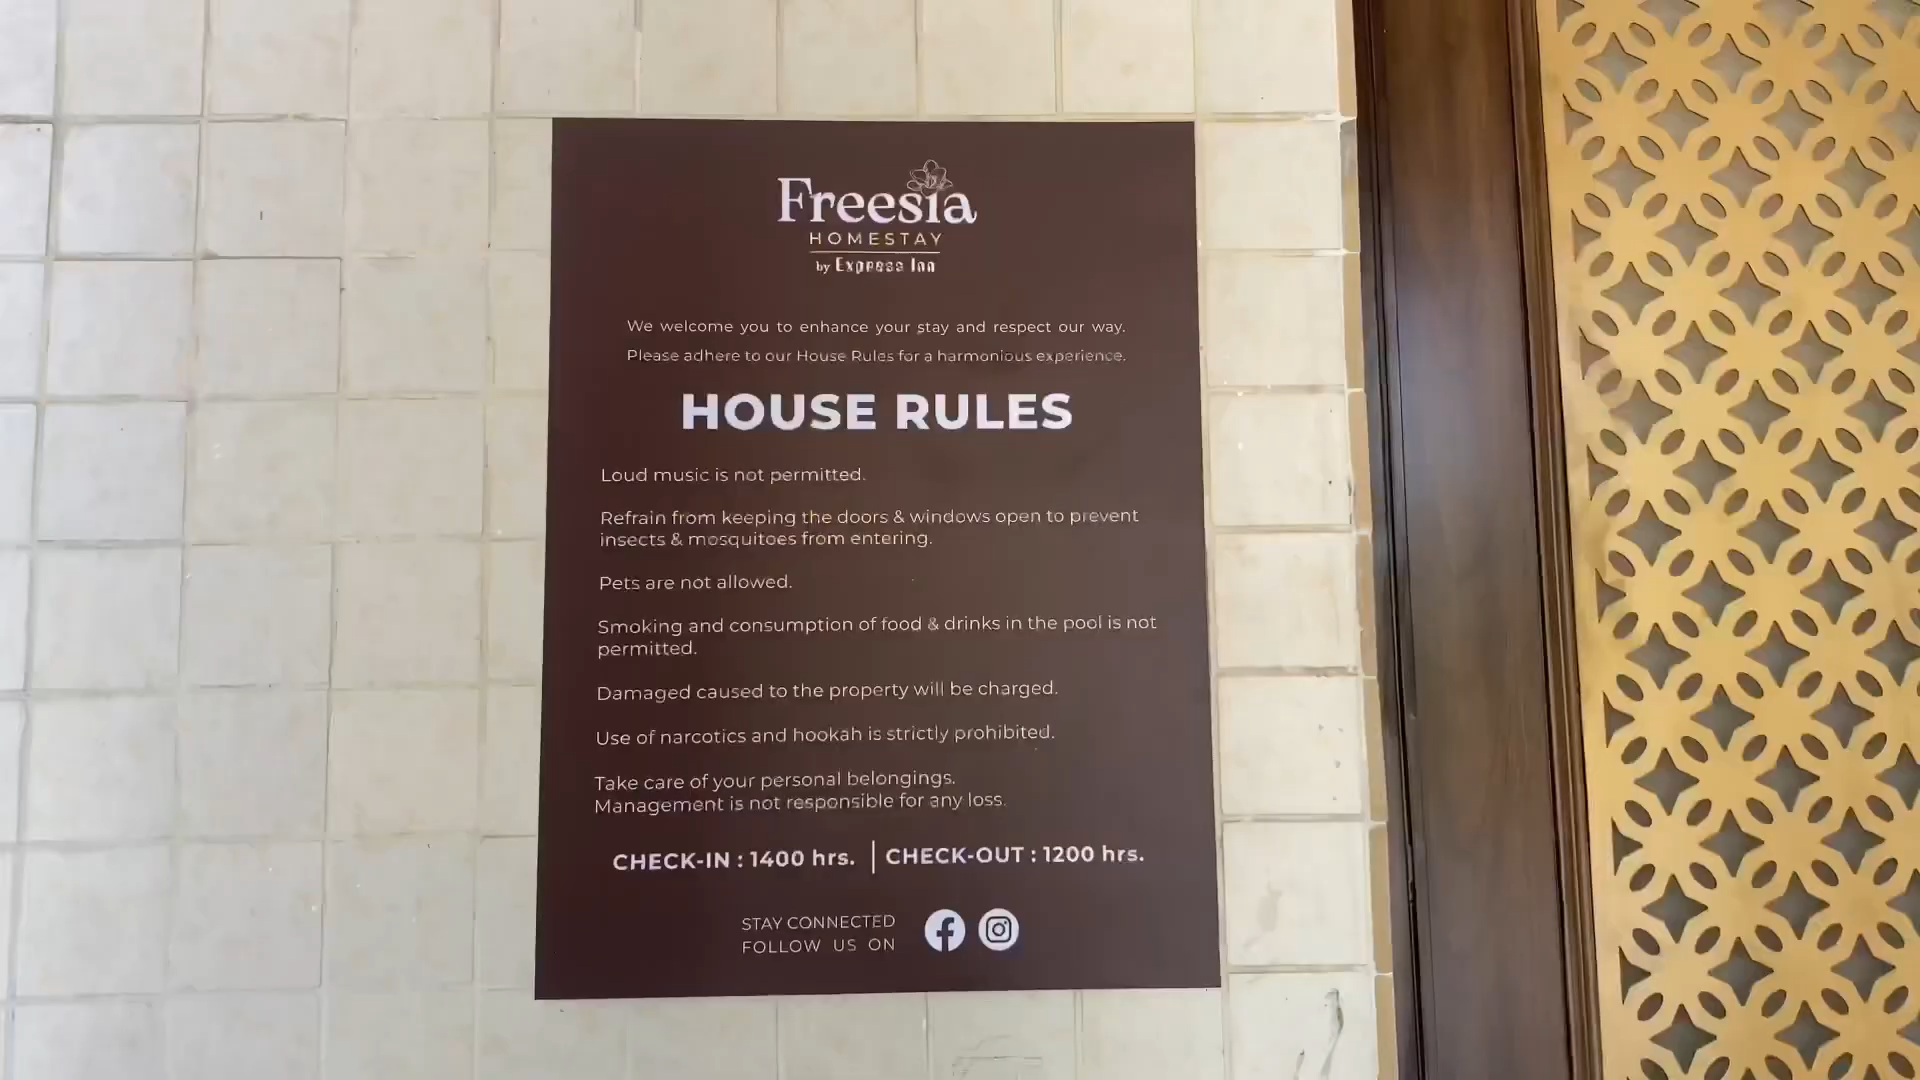 Freesia
HOMESTAY
by Express Inn
We welcome you to enhance your stay and respect our way.
Please adhere to our House Rules for a harmonious experience.
HOUSE RULES
Loud music is not permitted.
Refrain from keeping the doors & windows open to prevent
insects & mosquitoes from entering.
Pets are not allowed.
Smoking and consumption of food & drinks in the pool is not
permitted.
Damaged caused to the property will be charged.
Use of narcotics and hookah is strictly prohibited.
Take care of your personal belongings.
Management is not responsible for any loss.
CHECK-IN : 1400 hrs. | CHECK-OUT : 1200 hrs.
STAY CONNECTED
FOLLOW US ON